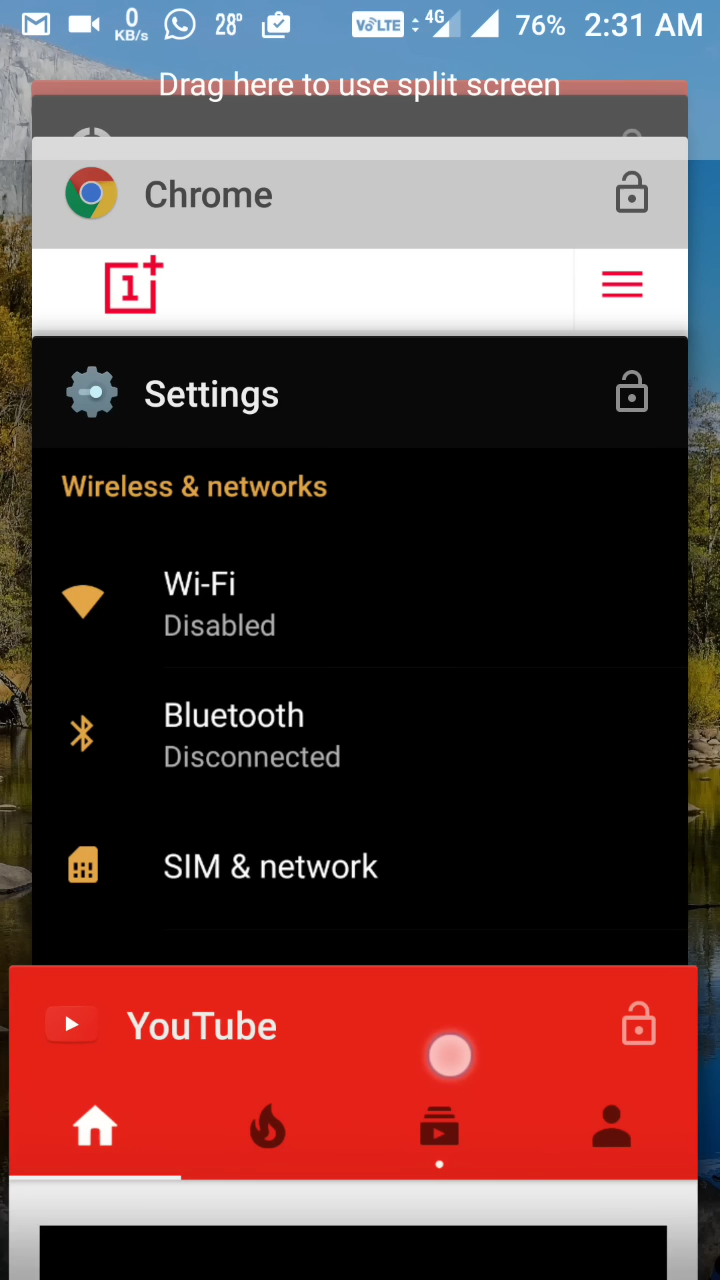 0 KB/s 28° VoLTE 4G 76% 2:31 AM
Drag here to use split screen
Chrome
1+
Settings
Wireless & networks
Wi-Fi
Disabled
Bluetooth
Disconnected
SIM & network
YouTube